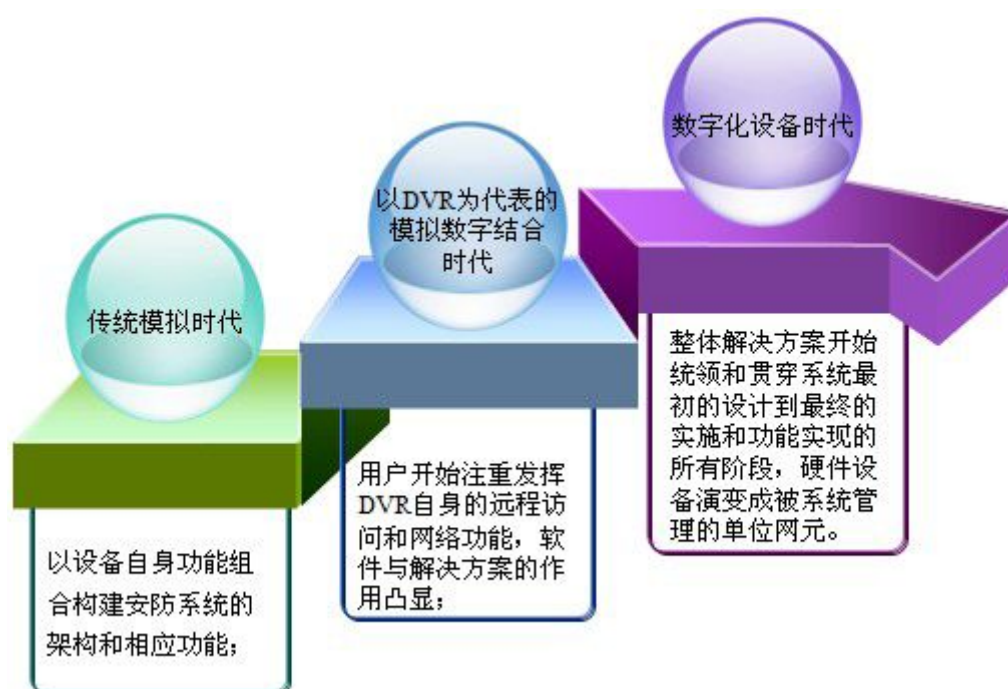 传统模拟时代
以设备自身功能组
合构建安防系统的
架构和相应功能；
以DVR为代表的
模拟数字结合
时代
用户开始注重发挥
DVR自身的远程访
问和网络功能，软
件与解决方案的作
用凸显；
数字化设备时代
整体解决方案开始
统领和贯穿系统最
初的设计到最终的
实施和功能实现的
所有阶段，硬件设
备演变成被系统管
理的单位网元。